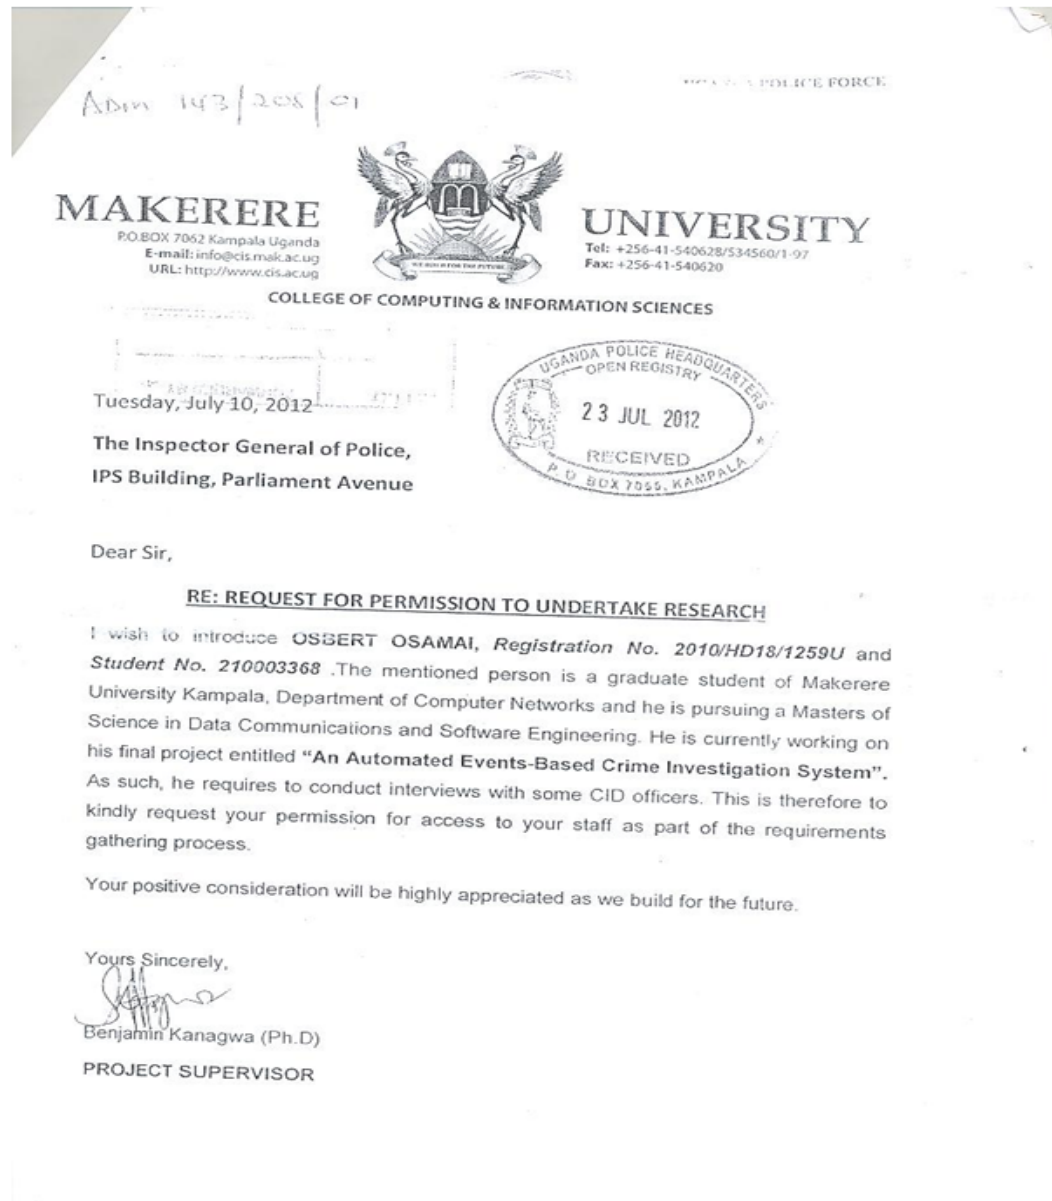 POLICE FORCE
ADM 143/208/01
MAKERERE
P.O.BOX 7062 Kampala Uganda
E-mail: info@cis.mak.ac.ug
URL: http://www.cis.ac.ug
WE BUILD FOR THE FUTURE
UNIVERSITY
Tel: +256-41-540628/534560/1-97
Fax: +256-41-540620
COLLEGE OF COMPUTING & INFORMATION SCIENCES
UGANDA POLICE HEADQUARTERS
OPEN REGISTRY
23 JUL 2012
RECEIVED
P. O. BOX 7055, KAMPALA
Tuesday, July 10, 2012
The Inspector General of Police,
IPS Building, Parliament Avenue
Dear Sir,
RE: REQUEST FOR PERMISSION TO UNDERTAKE RESEARCH
I wish to introduce OSBERT OSAMAI, Registration No. 2010/HD18/1259U and
Student No. 210003368 .The mentioned person is a graduate student of Makerere
University Kampala, Department of Computer Networks and he is pursuing a Masters of
Science in Data Communications and Software Engineering. He is currently working on
his final project entitled “An Automated Events-Based Crime Investigation System”.
As such, he requires to conduct interviews with some CID officers. This is therefore to
kindly request your permission for access to your staff as part of the requirements
gathering process.
Your positive consideration will be highly appreciated as we build for the future.
Yours Sincerely,
Benjamin Kanagwa (Ph.D)
PROJECT SUPERVISOR